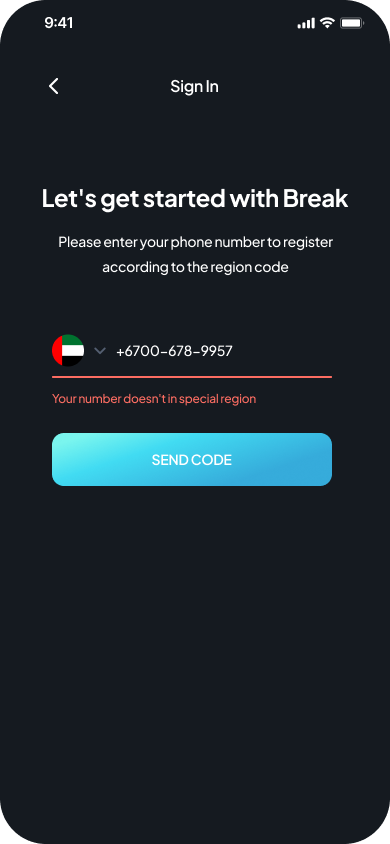 9:41
Sign In
Let's get started with Break
Please enter your phone number to register
according to the region code
+6700-678-9957
Your number doesn't in special region
SEND CODE